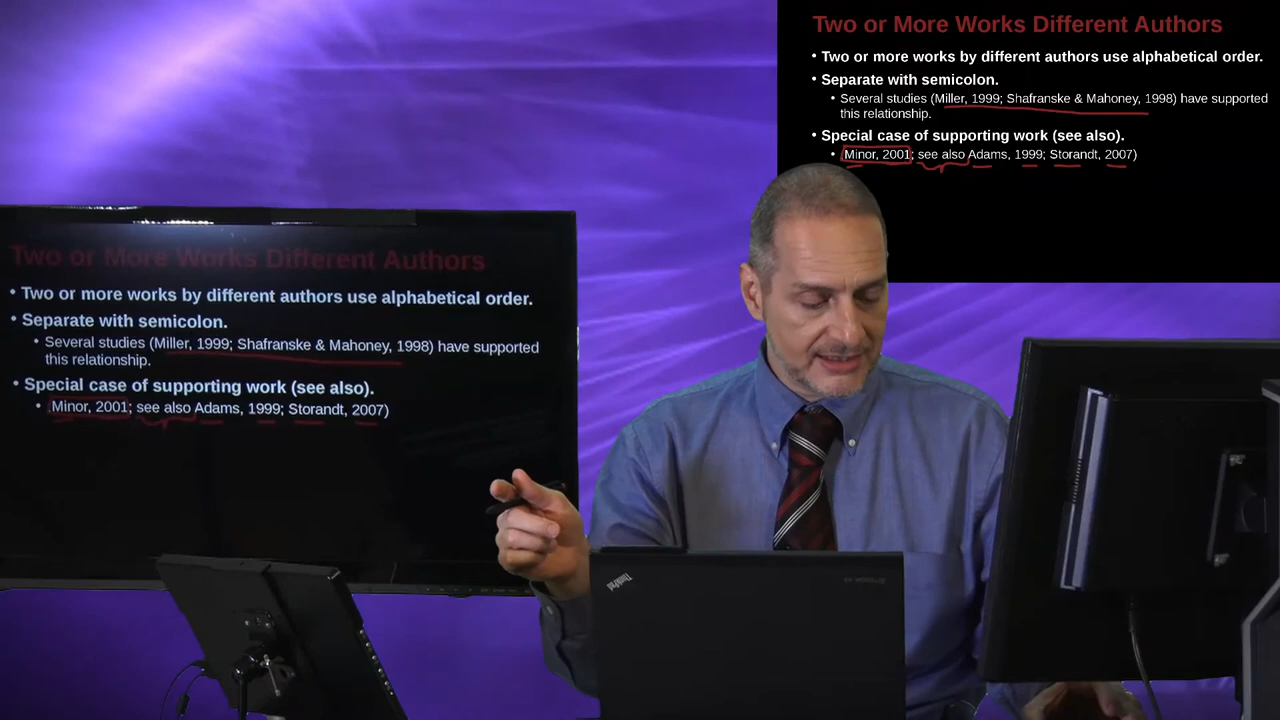 Two or More Works Different Authors
• Two or more works by different authors use alphabetical order.
• Separate with semicolon.
• Several studies (Miller, 1999; Shafranske & Mahoney, 1998) have supported
this relationship.
• Special case of supporting work (see also).
• (Minor, 2001; see also Adams, 1999; Storandt, 2007)
Two or More Works Different Authors
• Two or more works by different authors use alphabetical order.
• Separate with semicolon.
• Several studies (Miller, 1999; Shafranske & Mahoney, 1998) have supported
this relationship.
• Special case of supporting work (see also).
• (Minor, 2001; see also Adams, 1999; Storandt, 2007)
ThinkPad